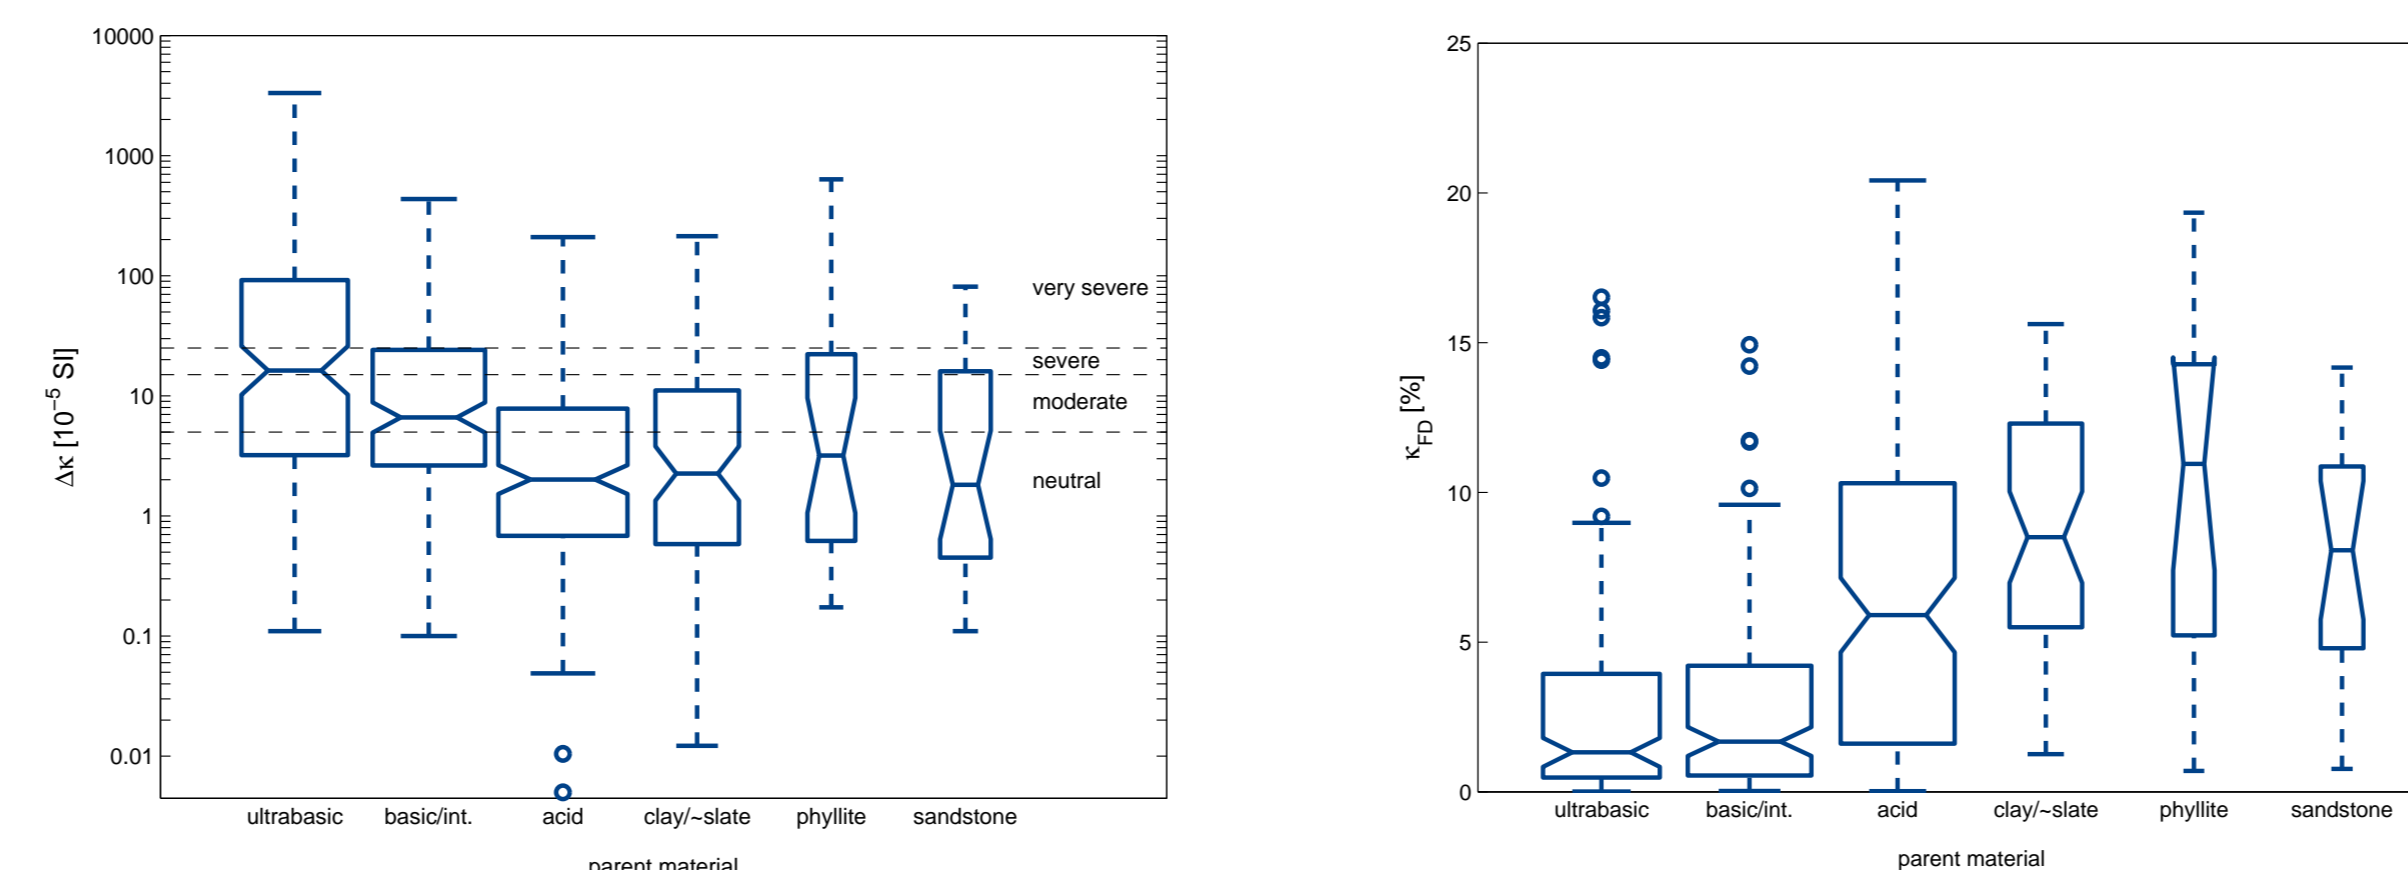 10000
1000
100
10
1
0.1
0.01
Δκ [10⁻⁵ SI]
very severe
severe
moderate
neutral
ultrabasic basic/int. acid clay/~slate phyllite sandstone
parent material
25
20
15
10
5
0
κFD [%]
ultrabasic basic/int. acid clay/~slate phyllite sandstone
parent material